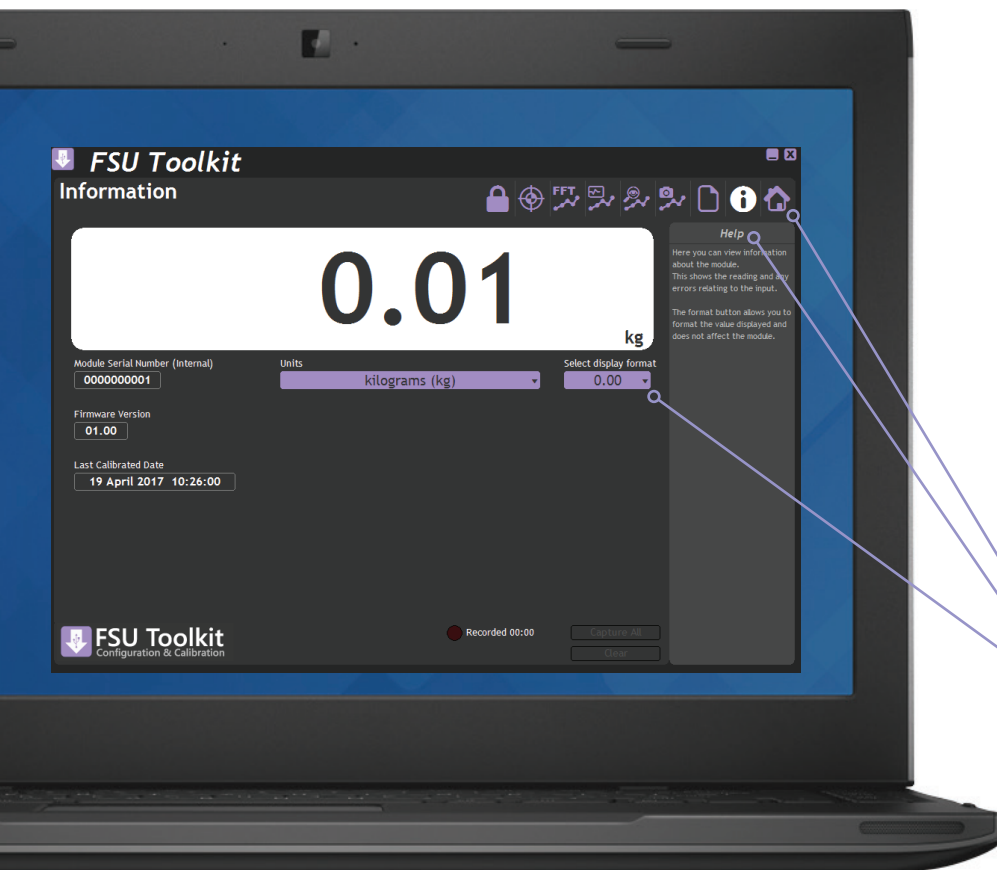 FSU Toolkit
Information
FFT
0.01
kg
Help
Here you can view information
about the module.
This shows the reading and any
errors relating to the input.
The format button allows you to
format the value displayed and
does not affect the module.
Module Serial Number (Internal)
0000000001
Units
kilograms (kg)
Select display format
0.00
Firmware Version
01.00
Last Calibrated Date
19 April 2017 10:26:00
FSU Toolkit
Configuration & Calibration
Recorded 00:00
Capture All
Clear